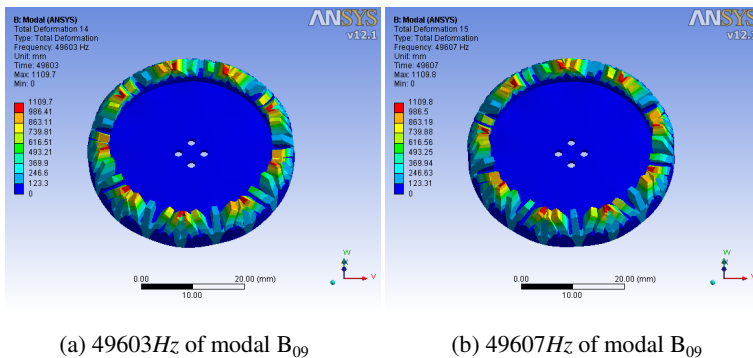 B: Modal (ANSYS)
Total Deformation 14
Type: Total Deformation
Frequency: 49603 Hz
Unit: mm
Time: 49603
Max: 1109.7
Min: 0
1109.7
986.41
863.11
739.81
616.51
493.21
369.9
246.6
123.3
0
ANSYS
v12.1
0.00
20.00 (mm)
10.00
W
V
B: Modal (ANSYS)
Total Deformation 15
Type: Total Deformation
Frequency: 49607 Hz
Unit: mm
Time: 49607
Max: 1109.8
Min: 0
1109.8
986.5
863.19
739.88
616.56
493.25
369.94
246.63
123.31
0
ANSYS
v12.1
0.00
20.00 (mm)
10.00
W
V
(a) 49603Hz of modal B09
(b) 49607Hz of modal B09